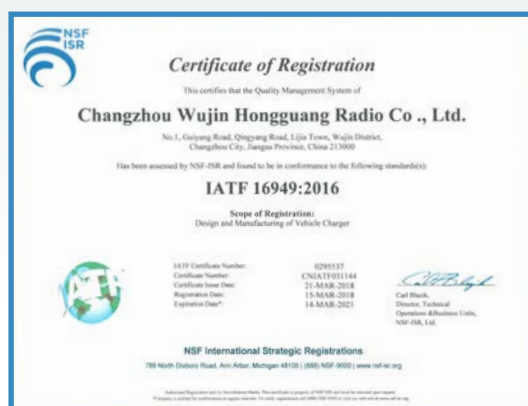 NSF
ISR
Certificate of Registration
This certifies that the Quality Management System of
Changzhou Wujin Hongguang Radio Co ., Ltd.
No.1, Guiyang Road, Qingyang Road, Lijia Town, Wujin District,
Changzhou City, Jiangsu Province, China 213000
Has been assessed by NSF-ISR and found to be in conformance to the following standard(s):
IATF 16949:2016
Scope of Registration:
Design and Manufacturing of Vehicle Charger
IATF
IATF Certificate Number: 0295537
Certificate Number: CNIATF031144
Certificate Issue Date: 21-MAR-2018
Registration Date: 15-MAR-2018
Expiration Date*: 14-MAR-2021
Carl Blazik,
Director, Technical
Operations &Business Units,
NSF-ISR, Ltd.
NSF International Strategic Registrations
789 North Dixboro Road, Ann Arbor, Michigan 48105 | (888) NSF-9000 | www.nsf-isr.org